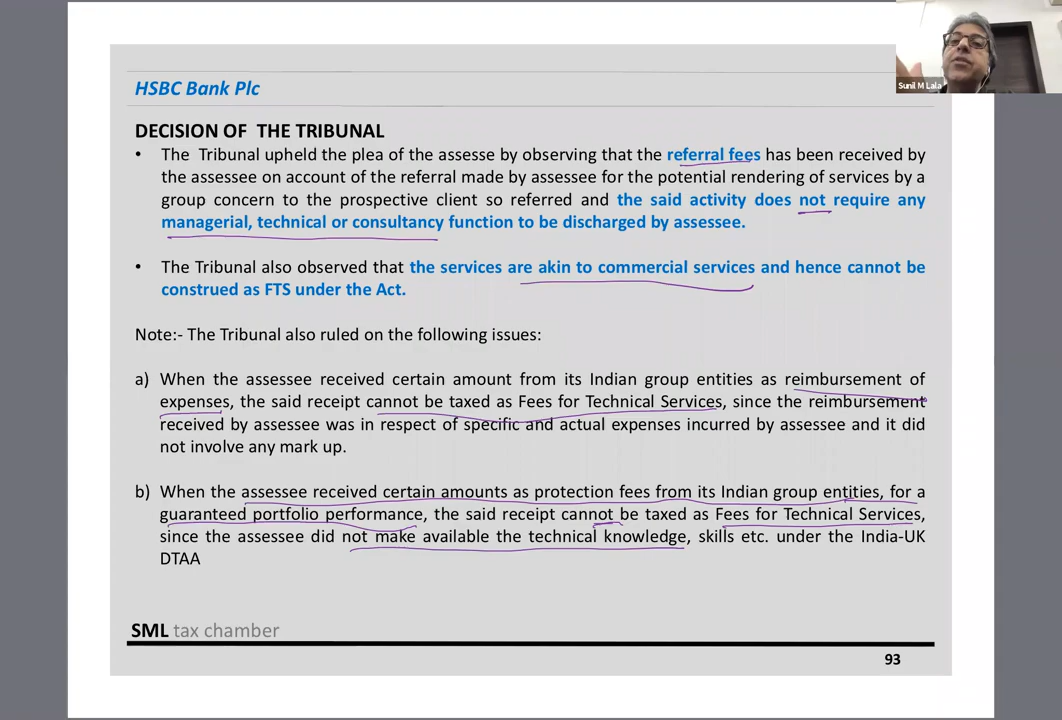 HSBC Bank Plc
Sunil M Lala
DECISION OF THE TRIBUNAL
• The Tribunal upheld the plea of the assesse by observing that the referral fees has been received by
the assessee on account of the referral made by assessee for the potential rendering of services by a
group concern to the prospective client so referred and the said activity does not require any
managerial, technical or consultancy function to be discharged by assessee.
• The Tribunal also observed that the services are akin to commercial services and hence cannot be
construed as FTS under the Act.
Note:- The Tribunal also ruled on the following issues:
a) When the assessee received certain amount from its Indian group entities as reimbursement of
expenses, the said receipt cannot be taxed as Fees for Technical Services, since the reimbursement
received by assessee was in respect of specific and actual expenses incurred by assessee and it did
not involve any mark up.
b) When the assessee received certain amounts as protection fees from its Indian group entities, for a
guaranteed portfolio performance, the said receipt cannot be taxed as Fees for Technical Services,
since the assessee did not make available the technical knowledge, skills etc. under the India-UK
DTAA
SML tax chamber
93